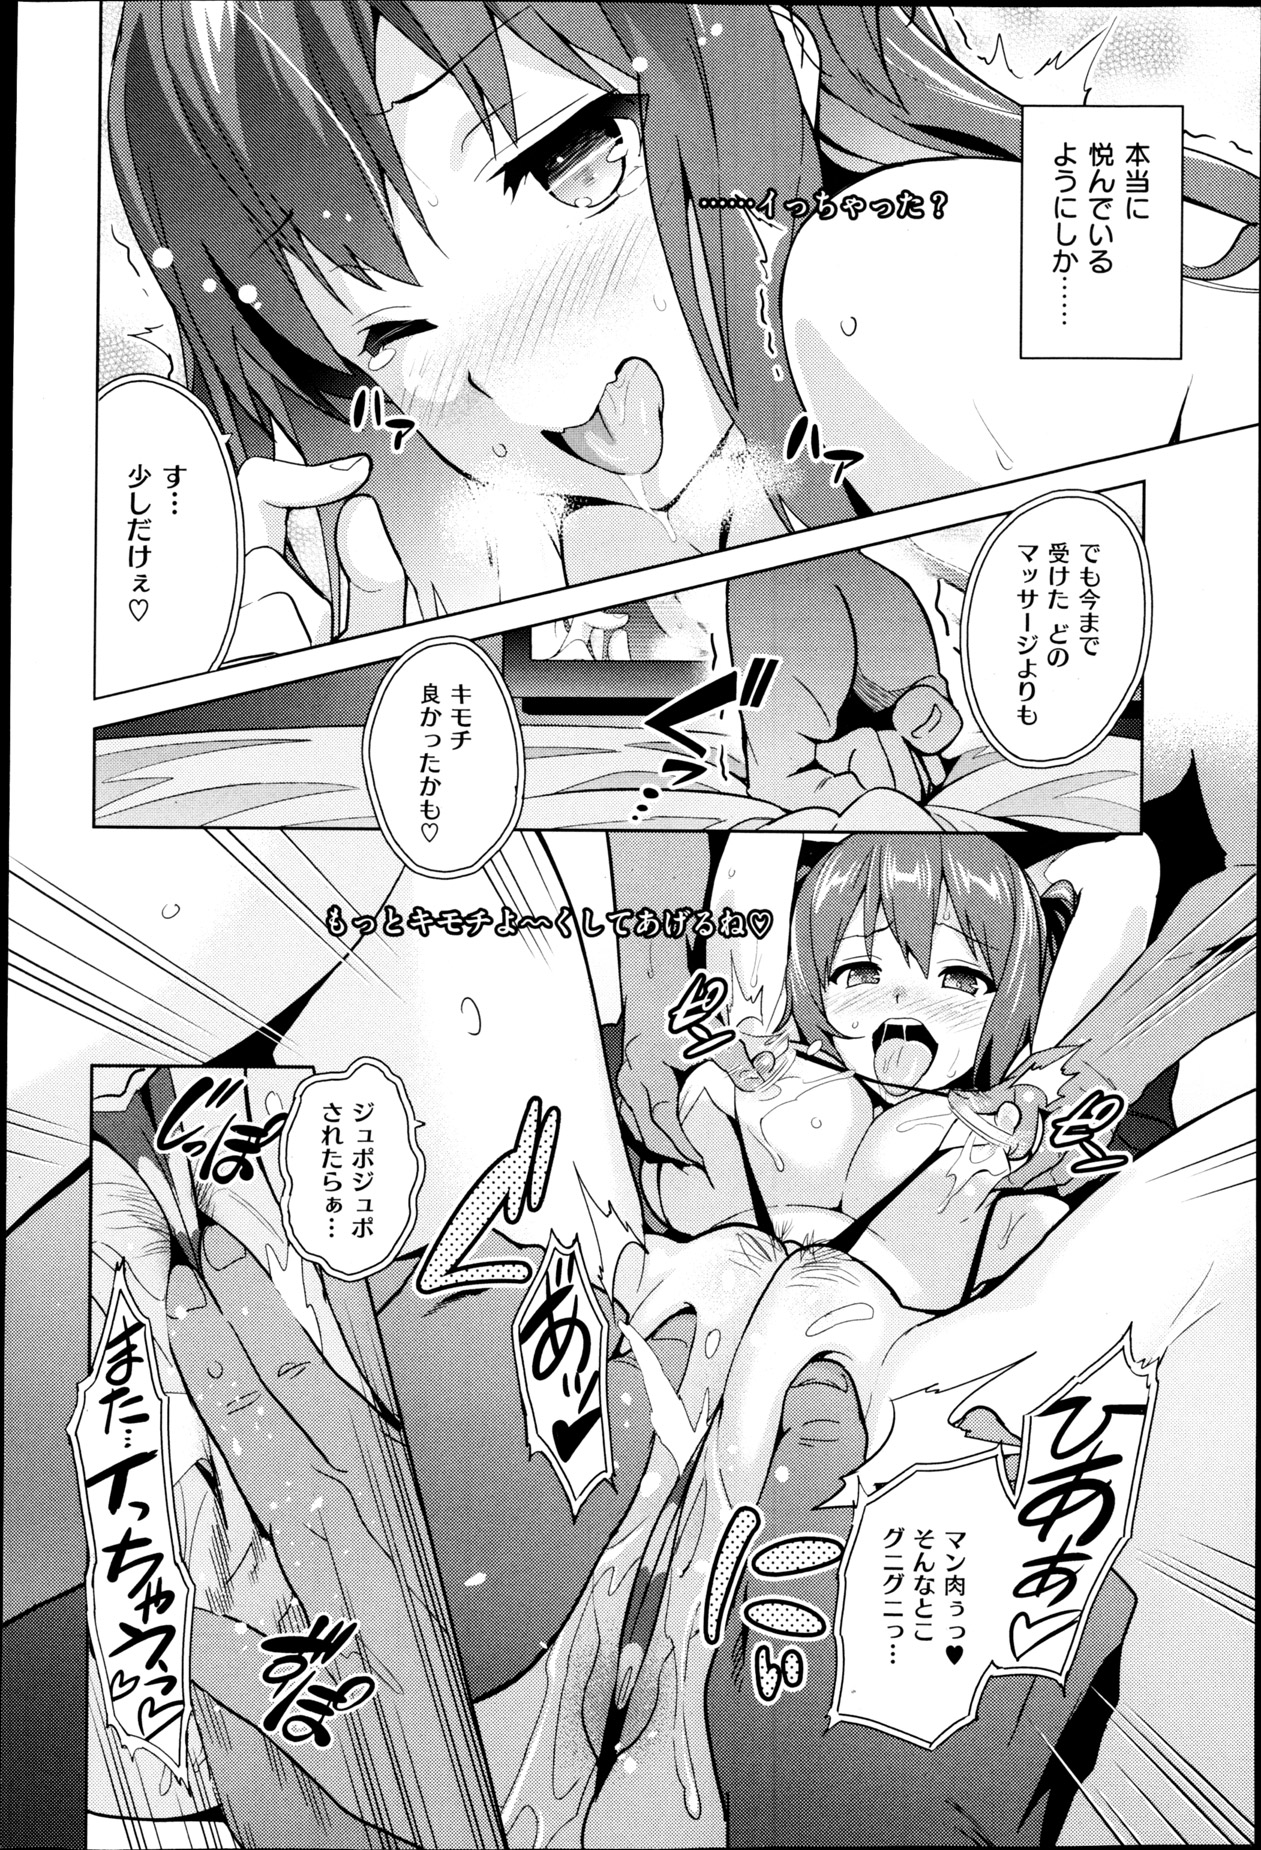 本当に
悦んでいる
ようにしか……
……イっちゃった？
ハァ
ハァ
す…
少しだけぇ♡
でも今まで
受けた どの
マッサージよりも
キモチ
良かったかも♡
もっとキモチよ〜くしてあげるね♡
ジュポジュポ
されたらぁ…
じゅっぽっ
あ゛ッ♥
ひああぁ♡
マン肉ぅっ♥
そんなとこ
グニグニっ…
また…イっちゃうぅっ♡♡